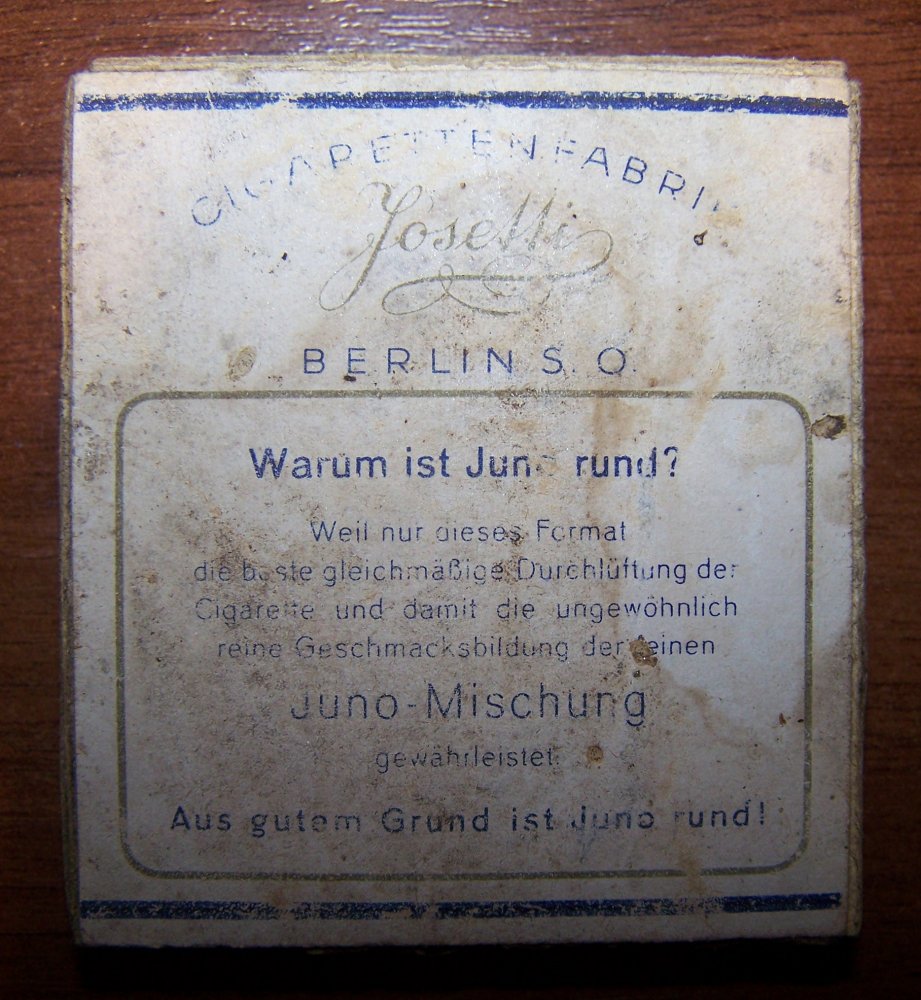 CIGARETTENFABRIK
Josetti
BERLIN S.O.
Warum ist Juno rund?
Weil nur dieses Format
die beste gleichmäßige Durchlüftung der
Cigarette und damit die ungewöhnlich
reine Geschmacksbildung der feinen
Juno-Mischung
gewährleistet.
Aus gutem Grund ist Juno rund!